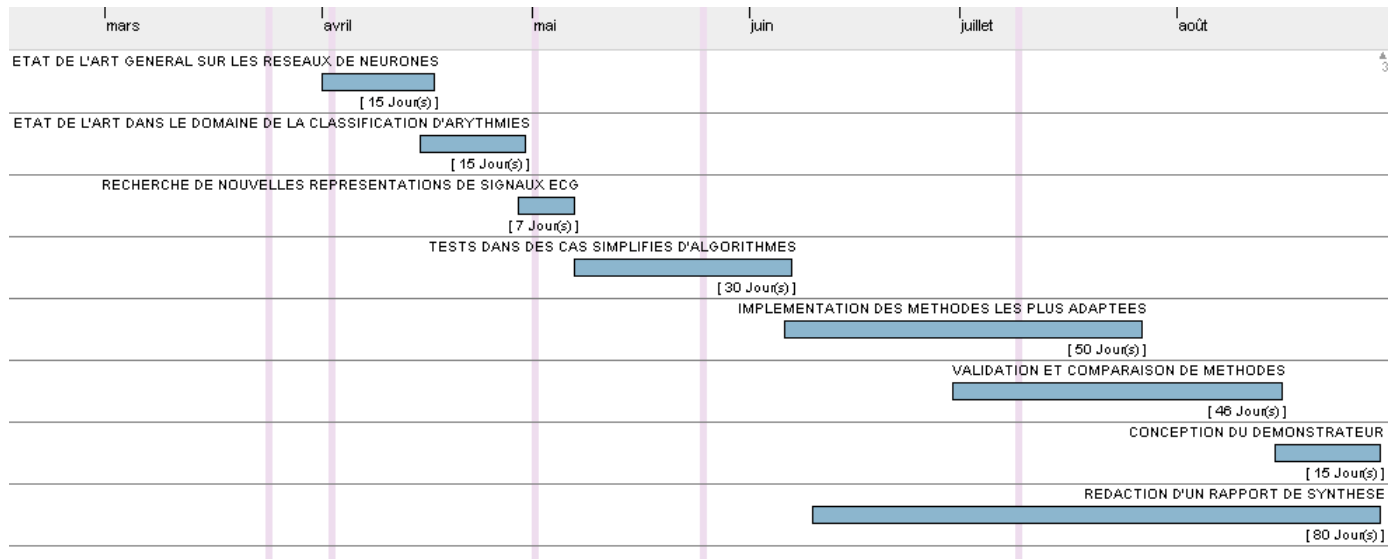 mars avril mai juin juillet août
ETAT DE L'ART GENERAL SUR LES RESEAUX DE NEURONES
3
[ 15 Jour(s) ]
ETAT DE L'ART DANS LE DOMAINE DE LA CLASSIFICATION D'ARYTHMIES
[ 15 Jour(s) ]
RECHERCHE DE NOUVELLES REPRESENTATIONS DE SIGNAUX ECG
[ 7 Jour(s) ]
TESTS DANS DES CAS SIMPLIFIES D'ALGORITHMES
[ 30 Jour(s) ]
IMPLEMENTATION DES METHODES LES PLUS ADAPTEES
[ 50 Jour(s) ]
VALIDATION ET COMPARAISON DE METHODES
[ 46 Jour(s) ]
CONCEPTION DU DEMONSTRATEUR
[ 15 Jour(s) ]
REDACTION D'UN RAPPORT DE SYNTHESE
[ 80 Jour(s) ]